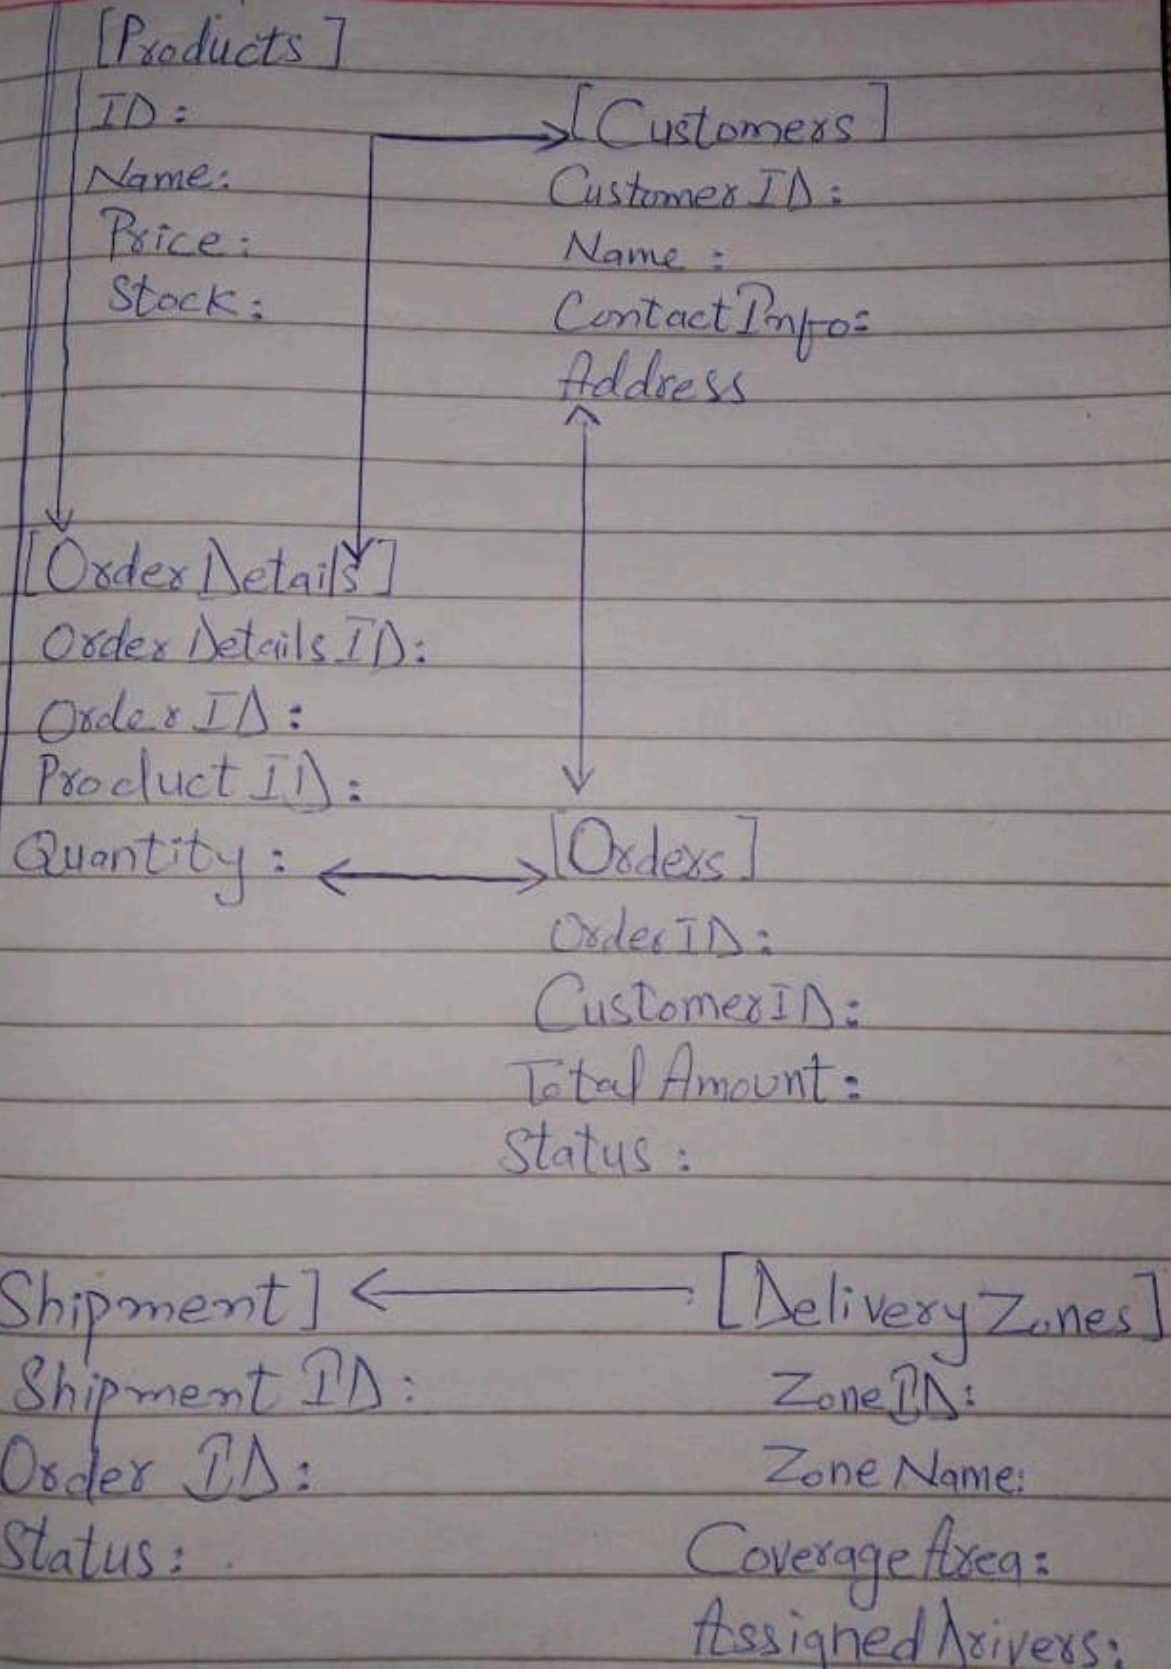 [Products]
ID:
Name:
Price:
Stock:
[Customers]
Customer ID:
Name :
Contact Info:
Address
[Order Details]
Order Details ID:
Order ID:
Product ID:
Quantity:
[Orders]
Order ID:
Customer ID:
Total Amount:
Status:
Shipment]
Shipment ID:
Order ID:
Status:
[Delivery Zones]
Zone ID:
Zone Name:
Coverage Area:
Assigned Drivers: